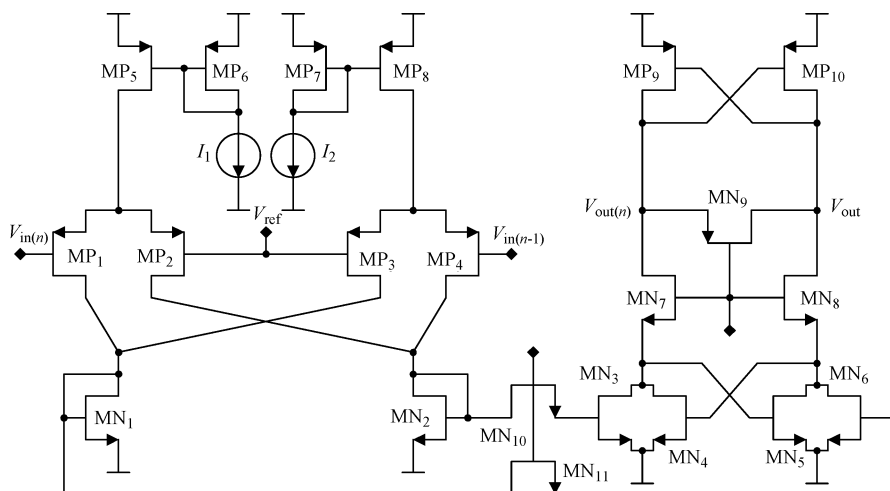 MP5 MP6 MP7 MP8 MP9 MP10
I1 I2
Vin(n) Vref Vin(n-1) Vout(n) MN9 Vout
MP1 MP2 MP3 MP4
MN7 MN8
MN3 MN6
MN1 MN2 MN10 MN4 MN5
MN11